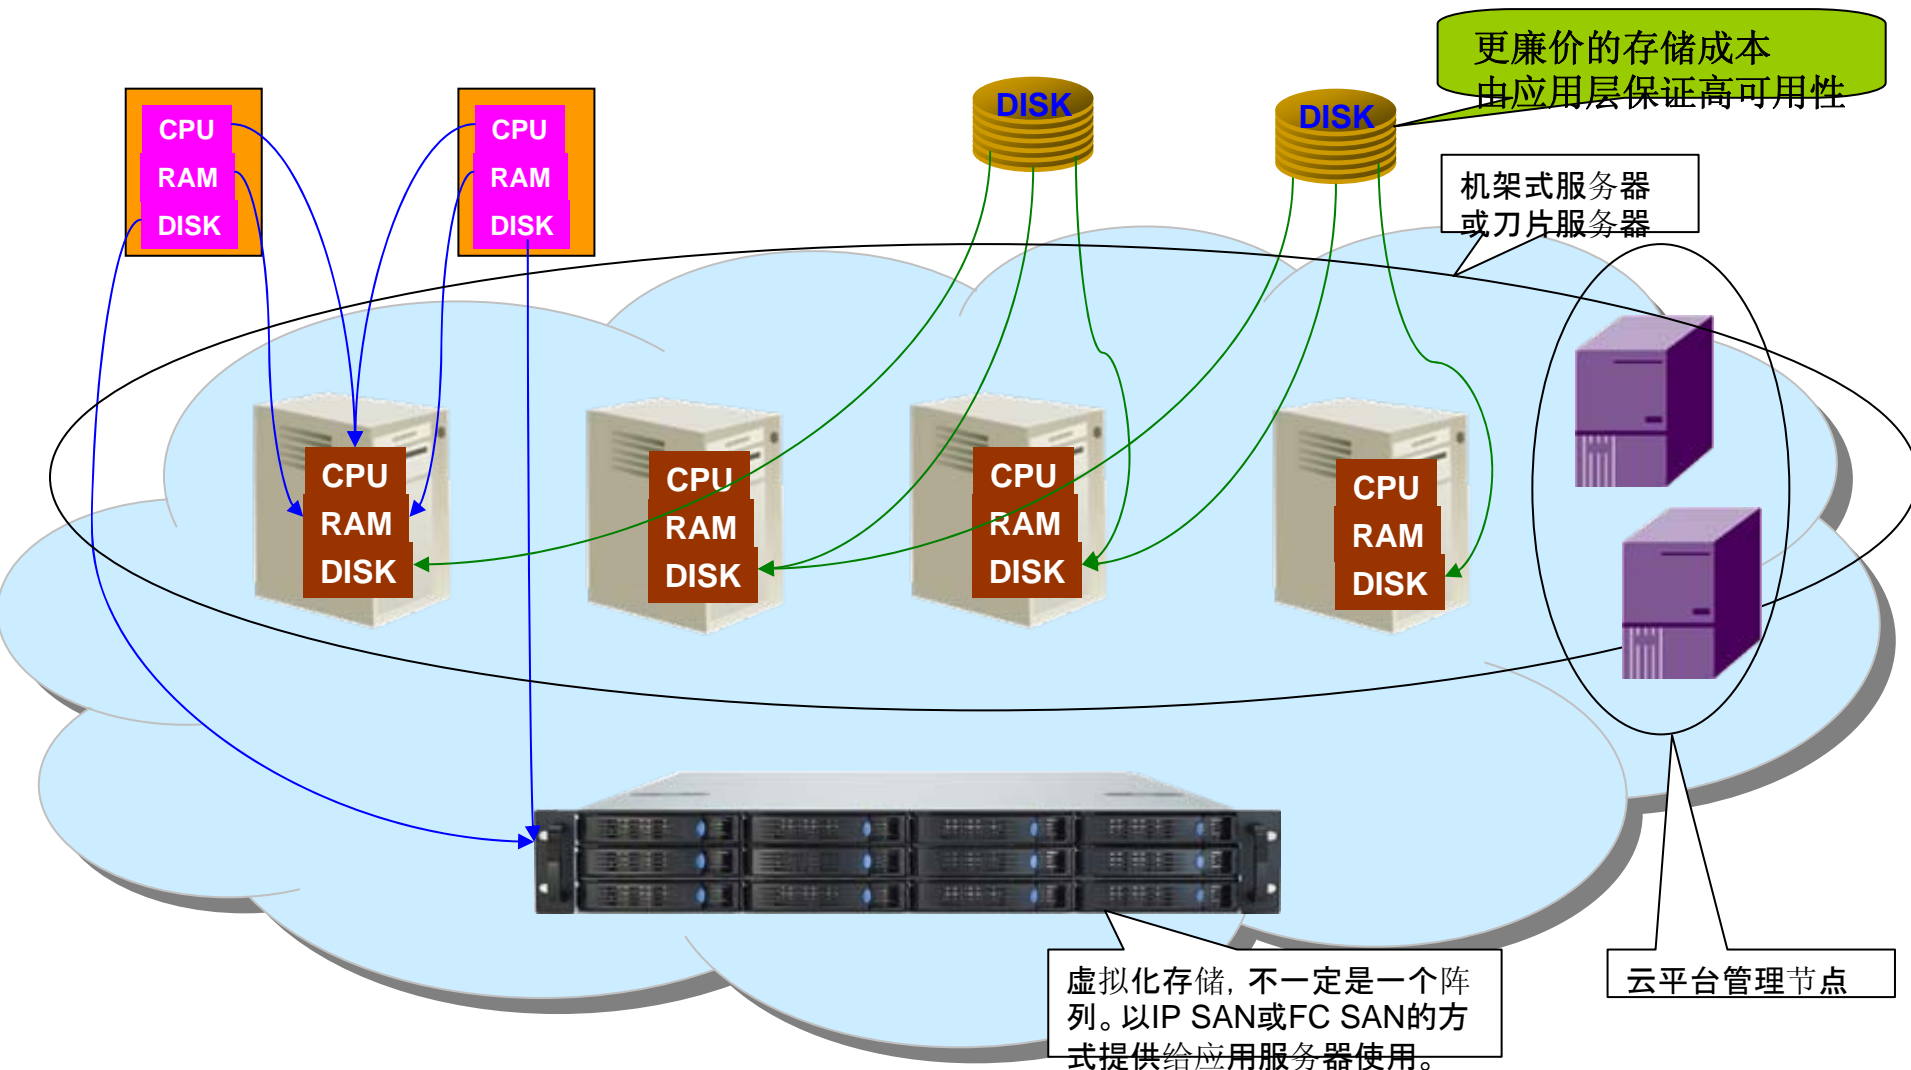 更廉价的存储成本
由应用层保证高可用性
DISK
DISK
CPU
RAM
DISK
CPU
RAM
DISK
机架式服务器
或刀片服务器
CPU
RAM
DISK
CPU
RAM
DISK
CPU
RAM
DISK
CPU
RAM
DISK
虚拟化存储，不一定是一个阵
列。以IP SAN或FC SAN的方
式提供给应用服务器使用。
云平台管理节点